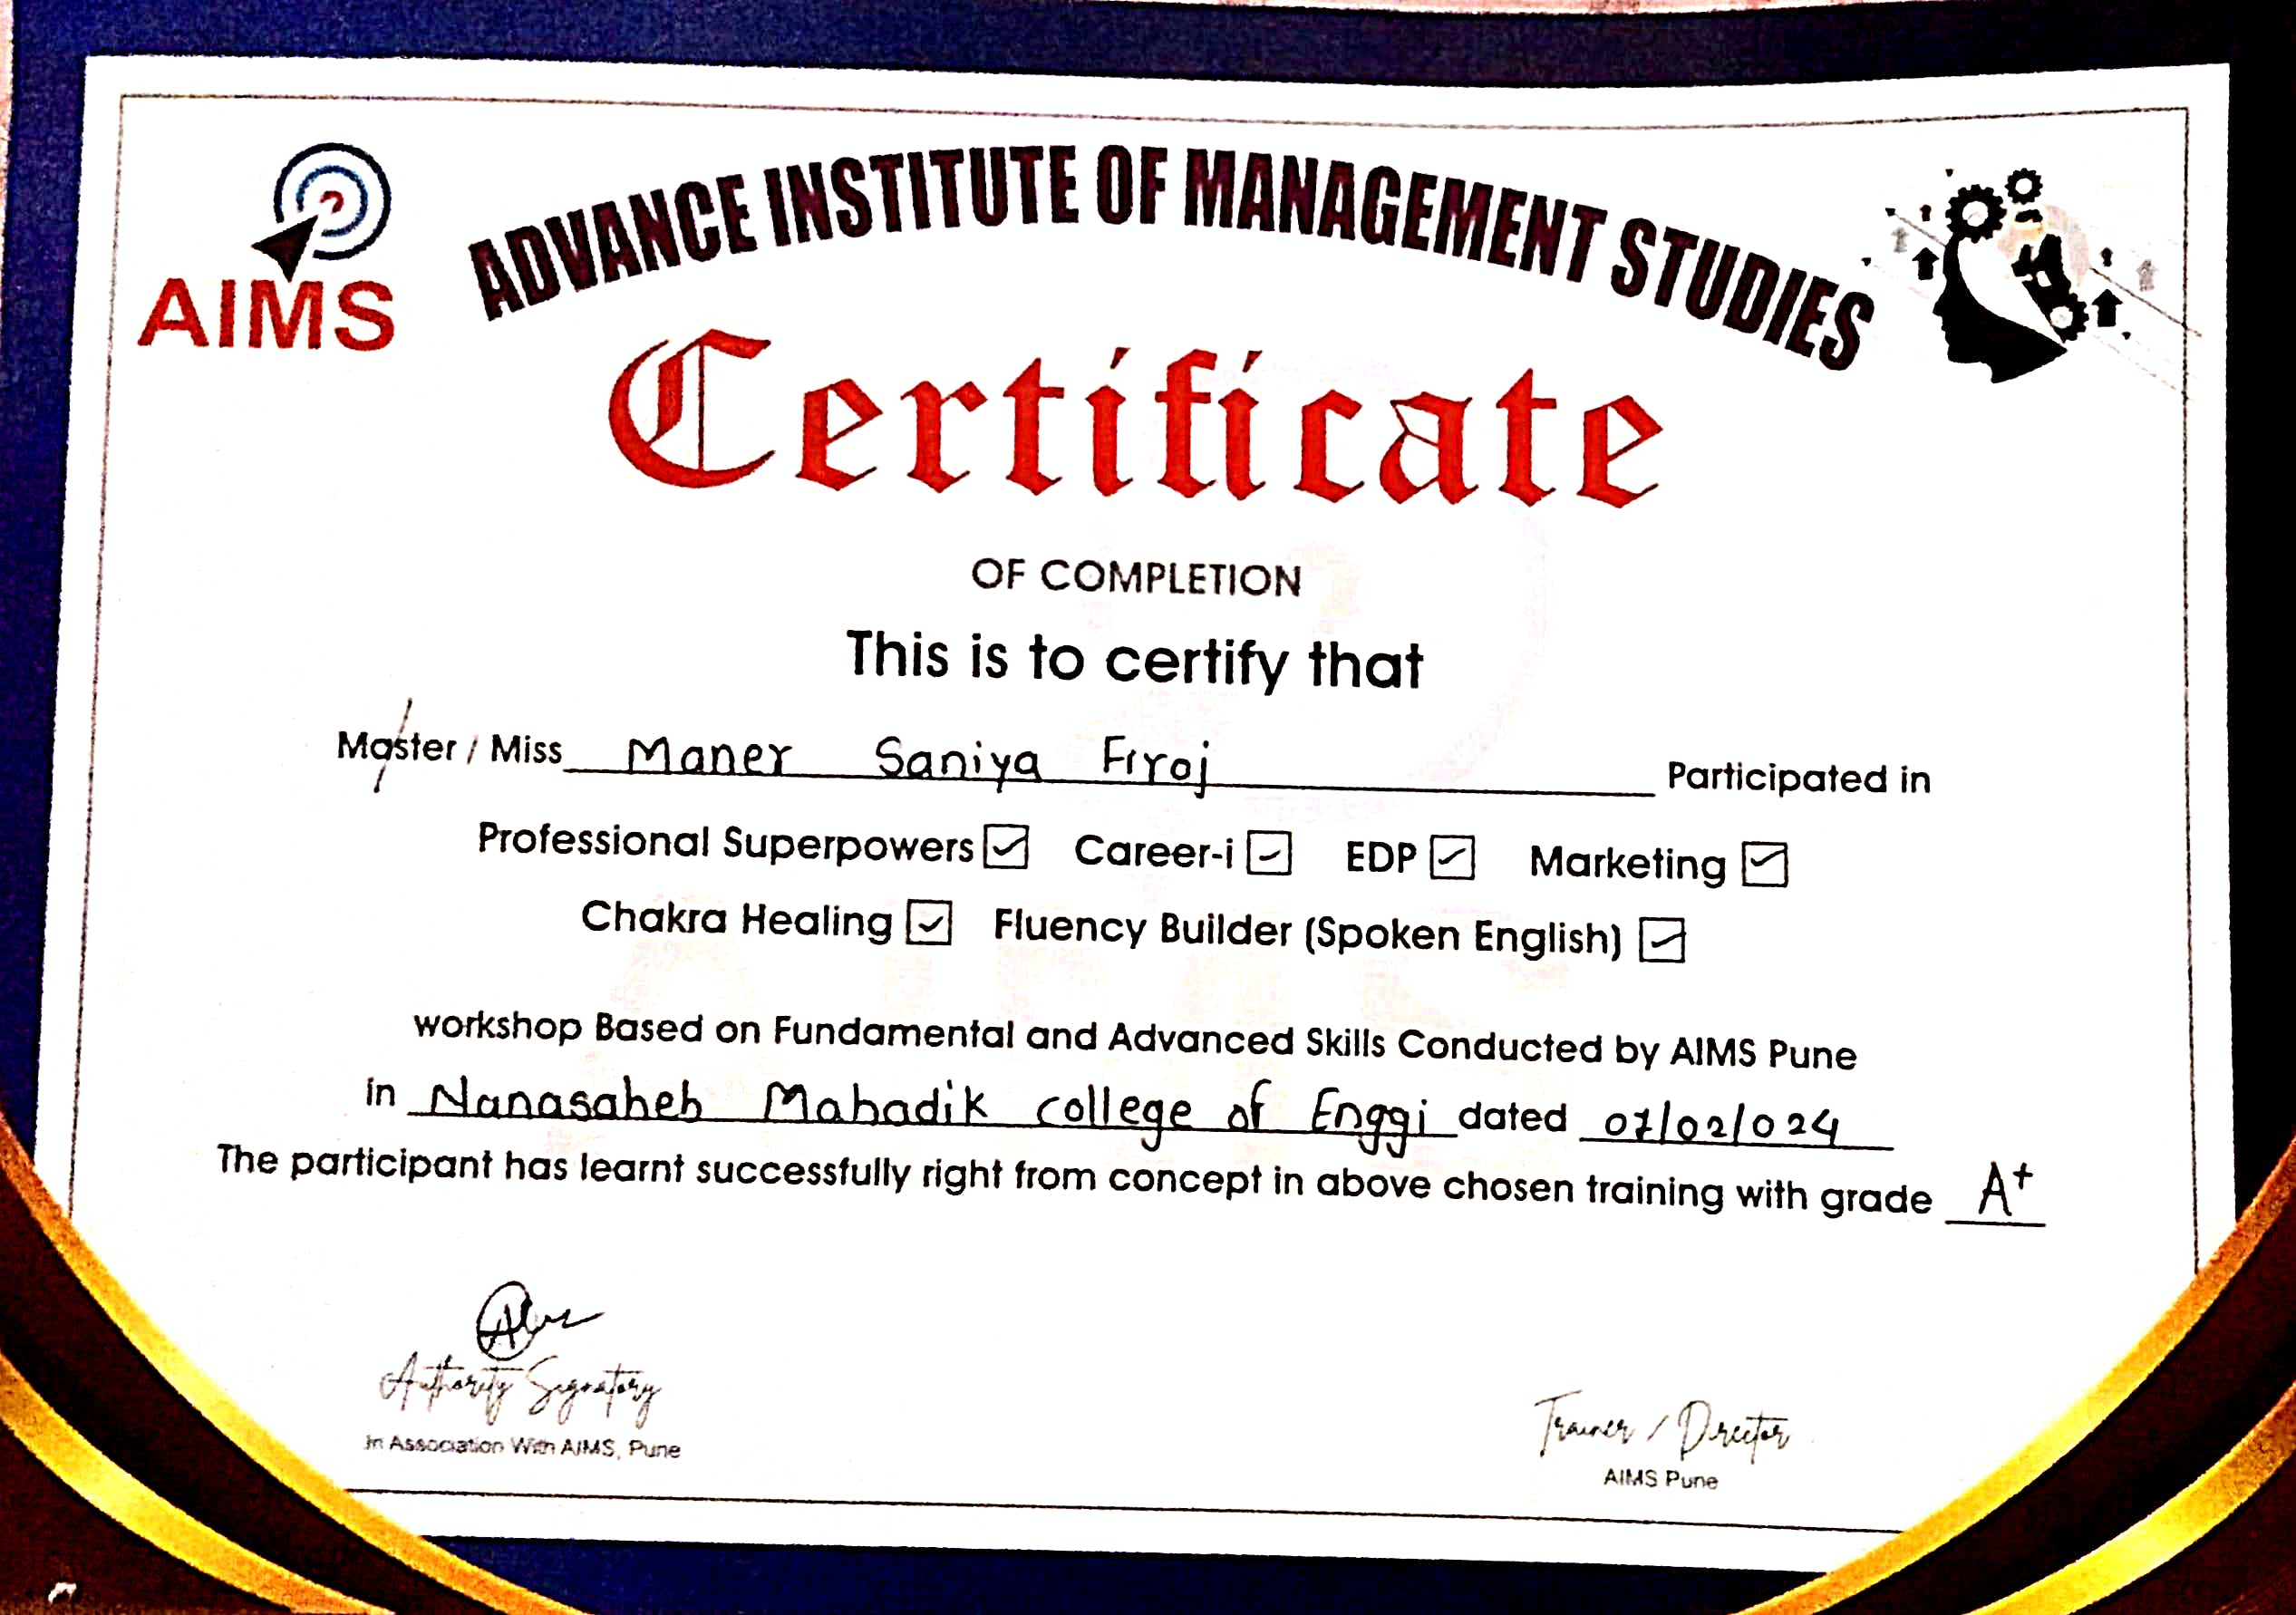 AIMS
ADVANCE INSTITUTE OF MANAGEMENT STUDIES
Certificate
OF COMPLETION
This is to certify that
Master / Miss Maner Saniya Firoj Participated in
Professional Superpowers ☑ Career-i ☑ EDP ☑ Marketing ☑
Chakra Healing ☑ Fluency Builder (Spoken English) ☑
workshop Based on Fundamental and Advanced Skills Conducted by AIMS Pune
in Nanasaheb Mahadik college of Enggi dated 07/02/024
The participant has learnt successfully right from concept in above chosen training with grade A+
Authority Signatory
In Association With AIMS, Pune
Trainer / Director
AIMS Pune